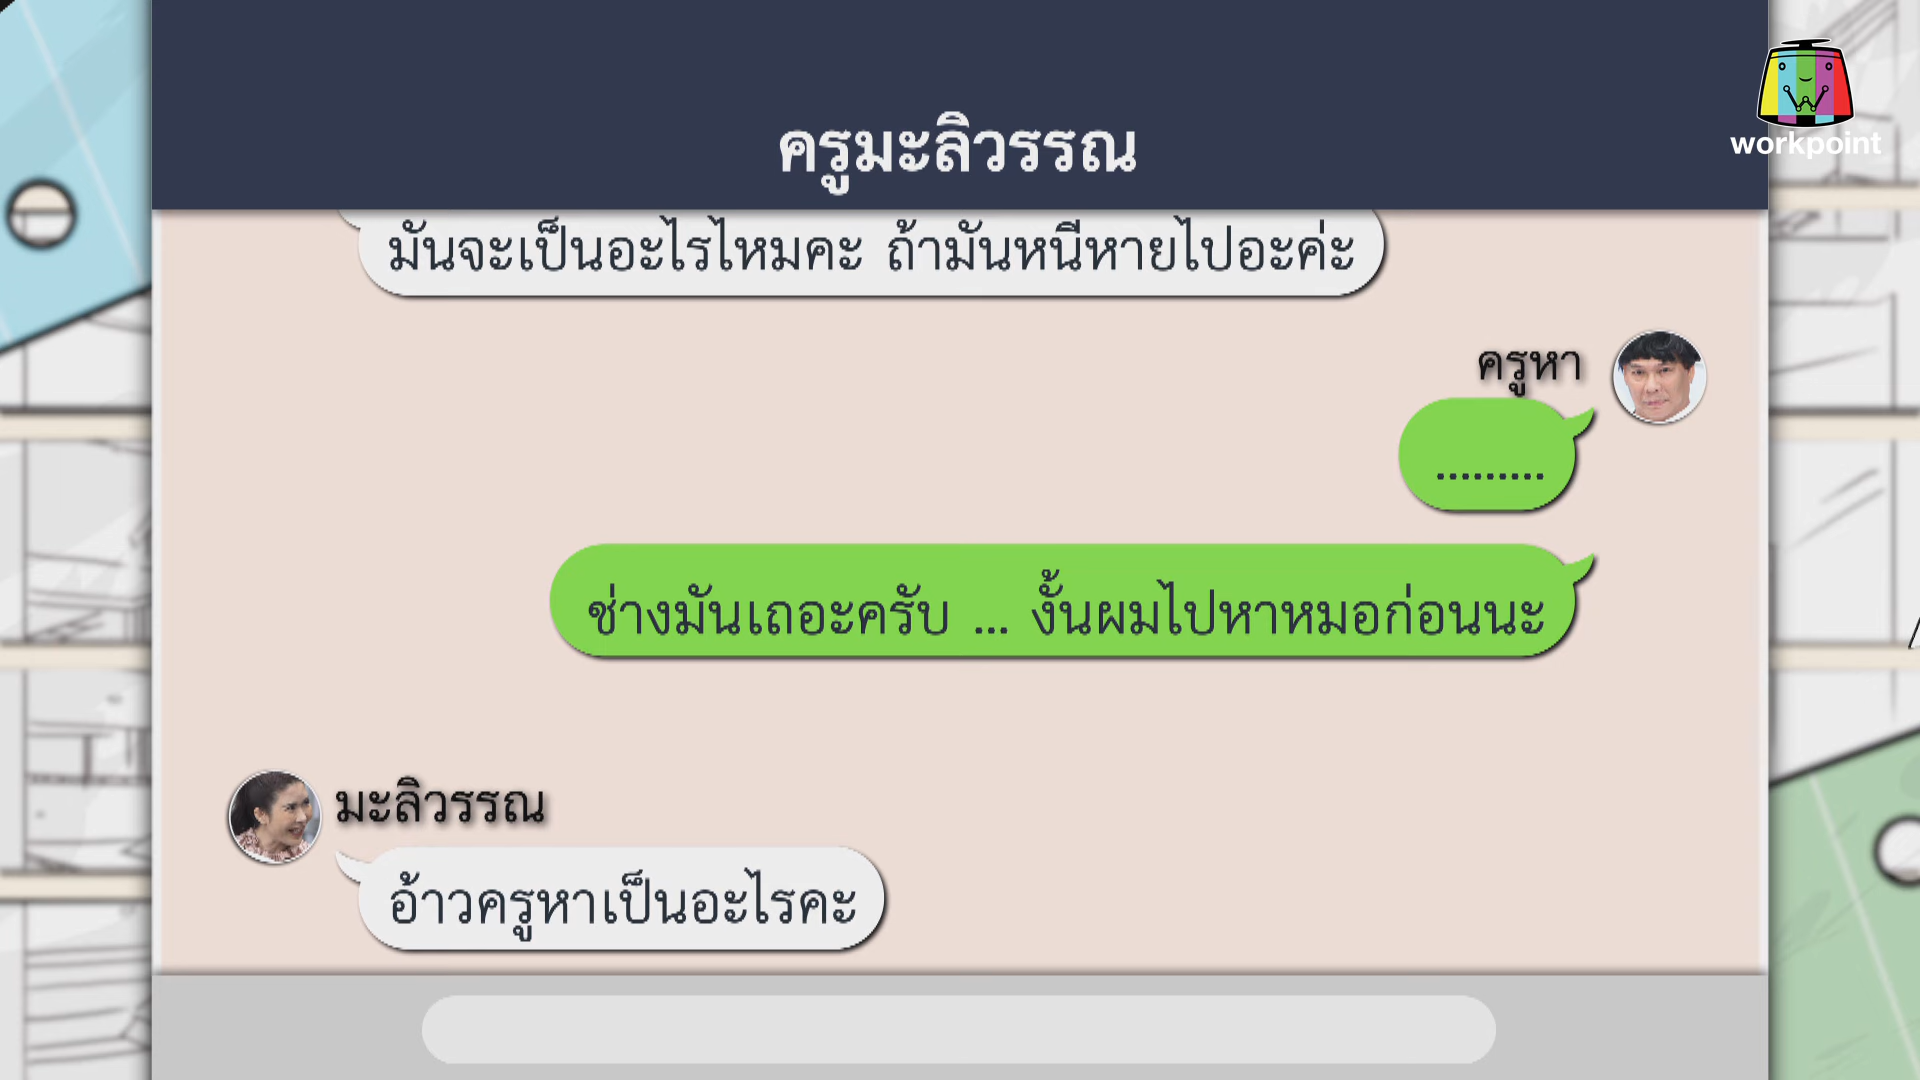 workpoint
ครูมะลิวรรณ
มันจะเป็นอะไรไหมคะ ถ้ามันหนีหายไปอะค่ะ
ครูหา
.........
ช่างมันเถอะครับ ... งั้นผมไปหาหมอก่อนนะ
มะลิวรรณ
อ้าวครูหาเป็นอะไรคะ